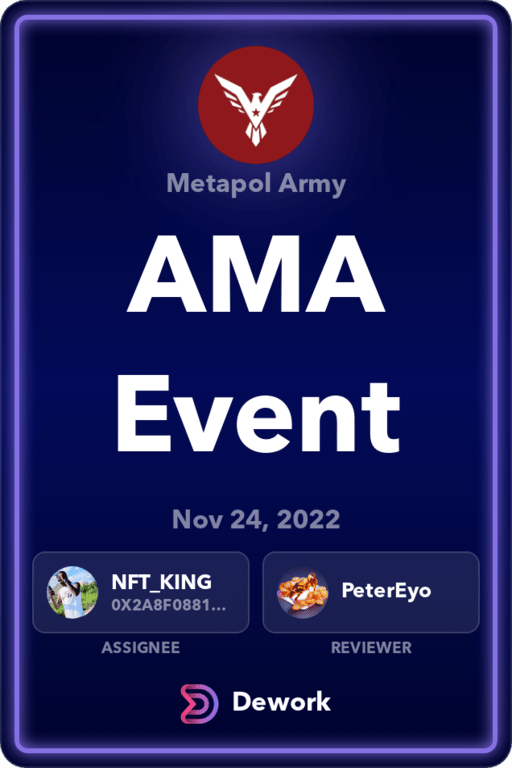 Metapol Army
AMA
Event
Nov 24, 2022
NFT_KING
0X2A8F0881...
ASSIGNEE
PeterEyo
REVIEWER
Dework